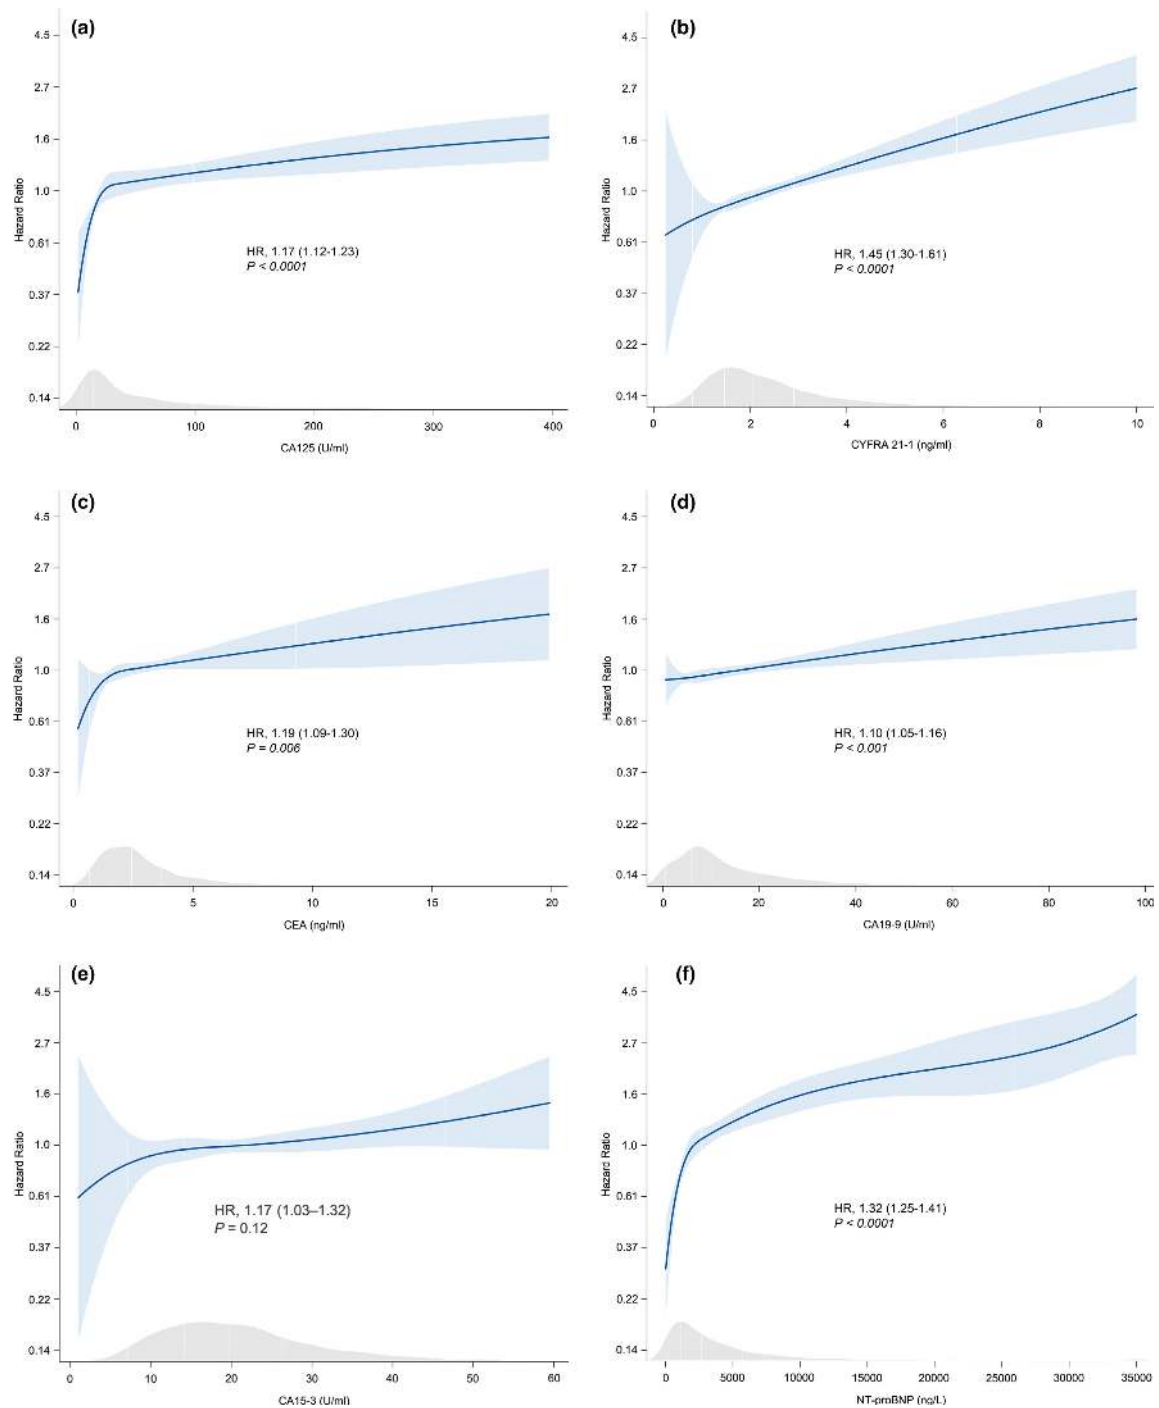 (a)
4.5
2.7
1.6
1.0
0.61
0.37
0.22
0.14
Hazard Ratio
HR, 1.17 (1.12-1.23)
P < 0.0001
0 100 200 300 400
CA125 (U/ml)
(b)
4.5
2.7
1.6
1.0
0.61
0.37
0.22
0.14
Hazard Ratio
HR, 1.45 (1.30-1.61)
P < 0.0001
0 2 4 6 8 10
CYFRA 21-1 (ng/ml)
(c)
4.5
2.7
1.6
1.0
0.61
0.37
0.22
0.14
Hazard Ratio
HR, 1.19 (1.09-1.30)
P = 0.006
0 5 10 15 20
CEA (ng/ml)
(d)
4.5
2.7
1.6
1.0
0.61
0.37
0.22
0.14
Hazard Ratio
HR, 1.10 (1.05-1.16)
P < 0.001
0 20 40 60 80 100
CA19-9 (U/ml)
(e)
4.5
2.7
1.6
1.0
0.61
0.37
0.22
0.14
Hazard Ratio
HR, 1.17 (1.03–1.32)
P = 0.12
0 10 20 30 40 50 60
CA15-3 (U/ml)
(f)
4.5
2.7
1.6
1.0
0.61
0.37
0.22
0.14
Hazard Ratio
HR, 1.32 (1.25-1.41)
P < 0.0001
0 5000 10000 15000 20000 25000 30000 35000
NT-proBNP (ng/L)